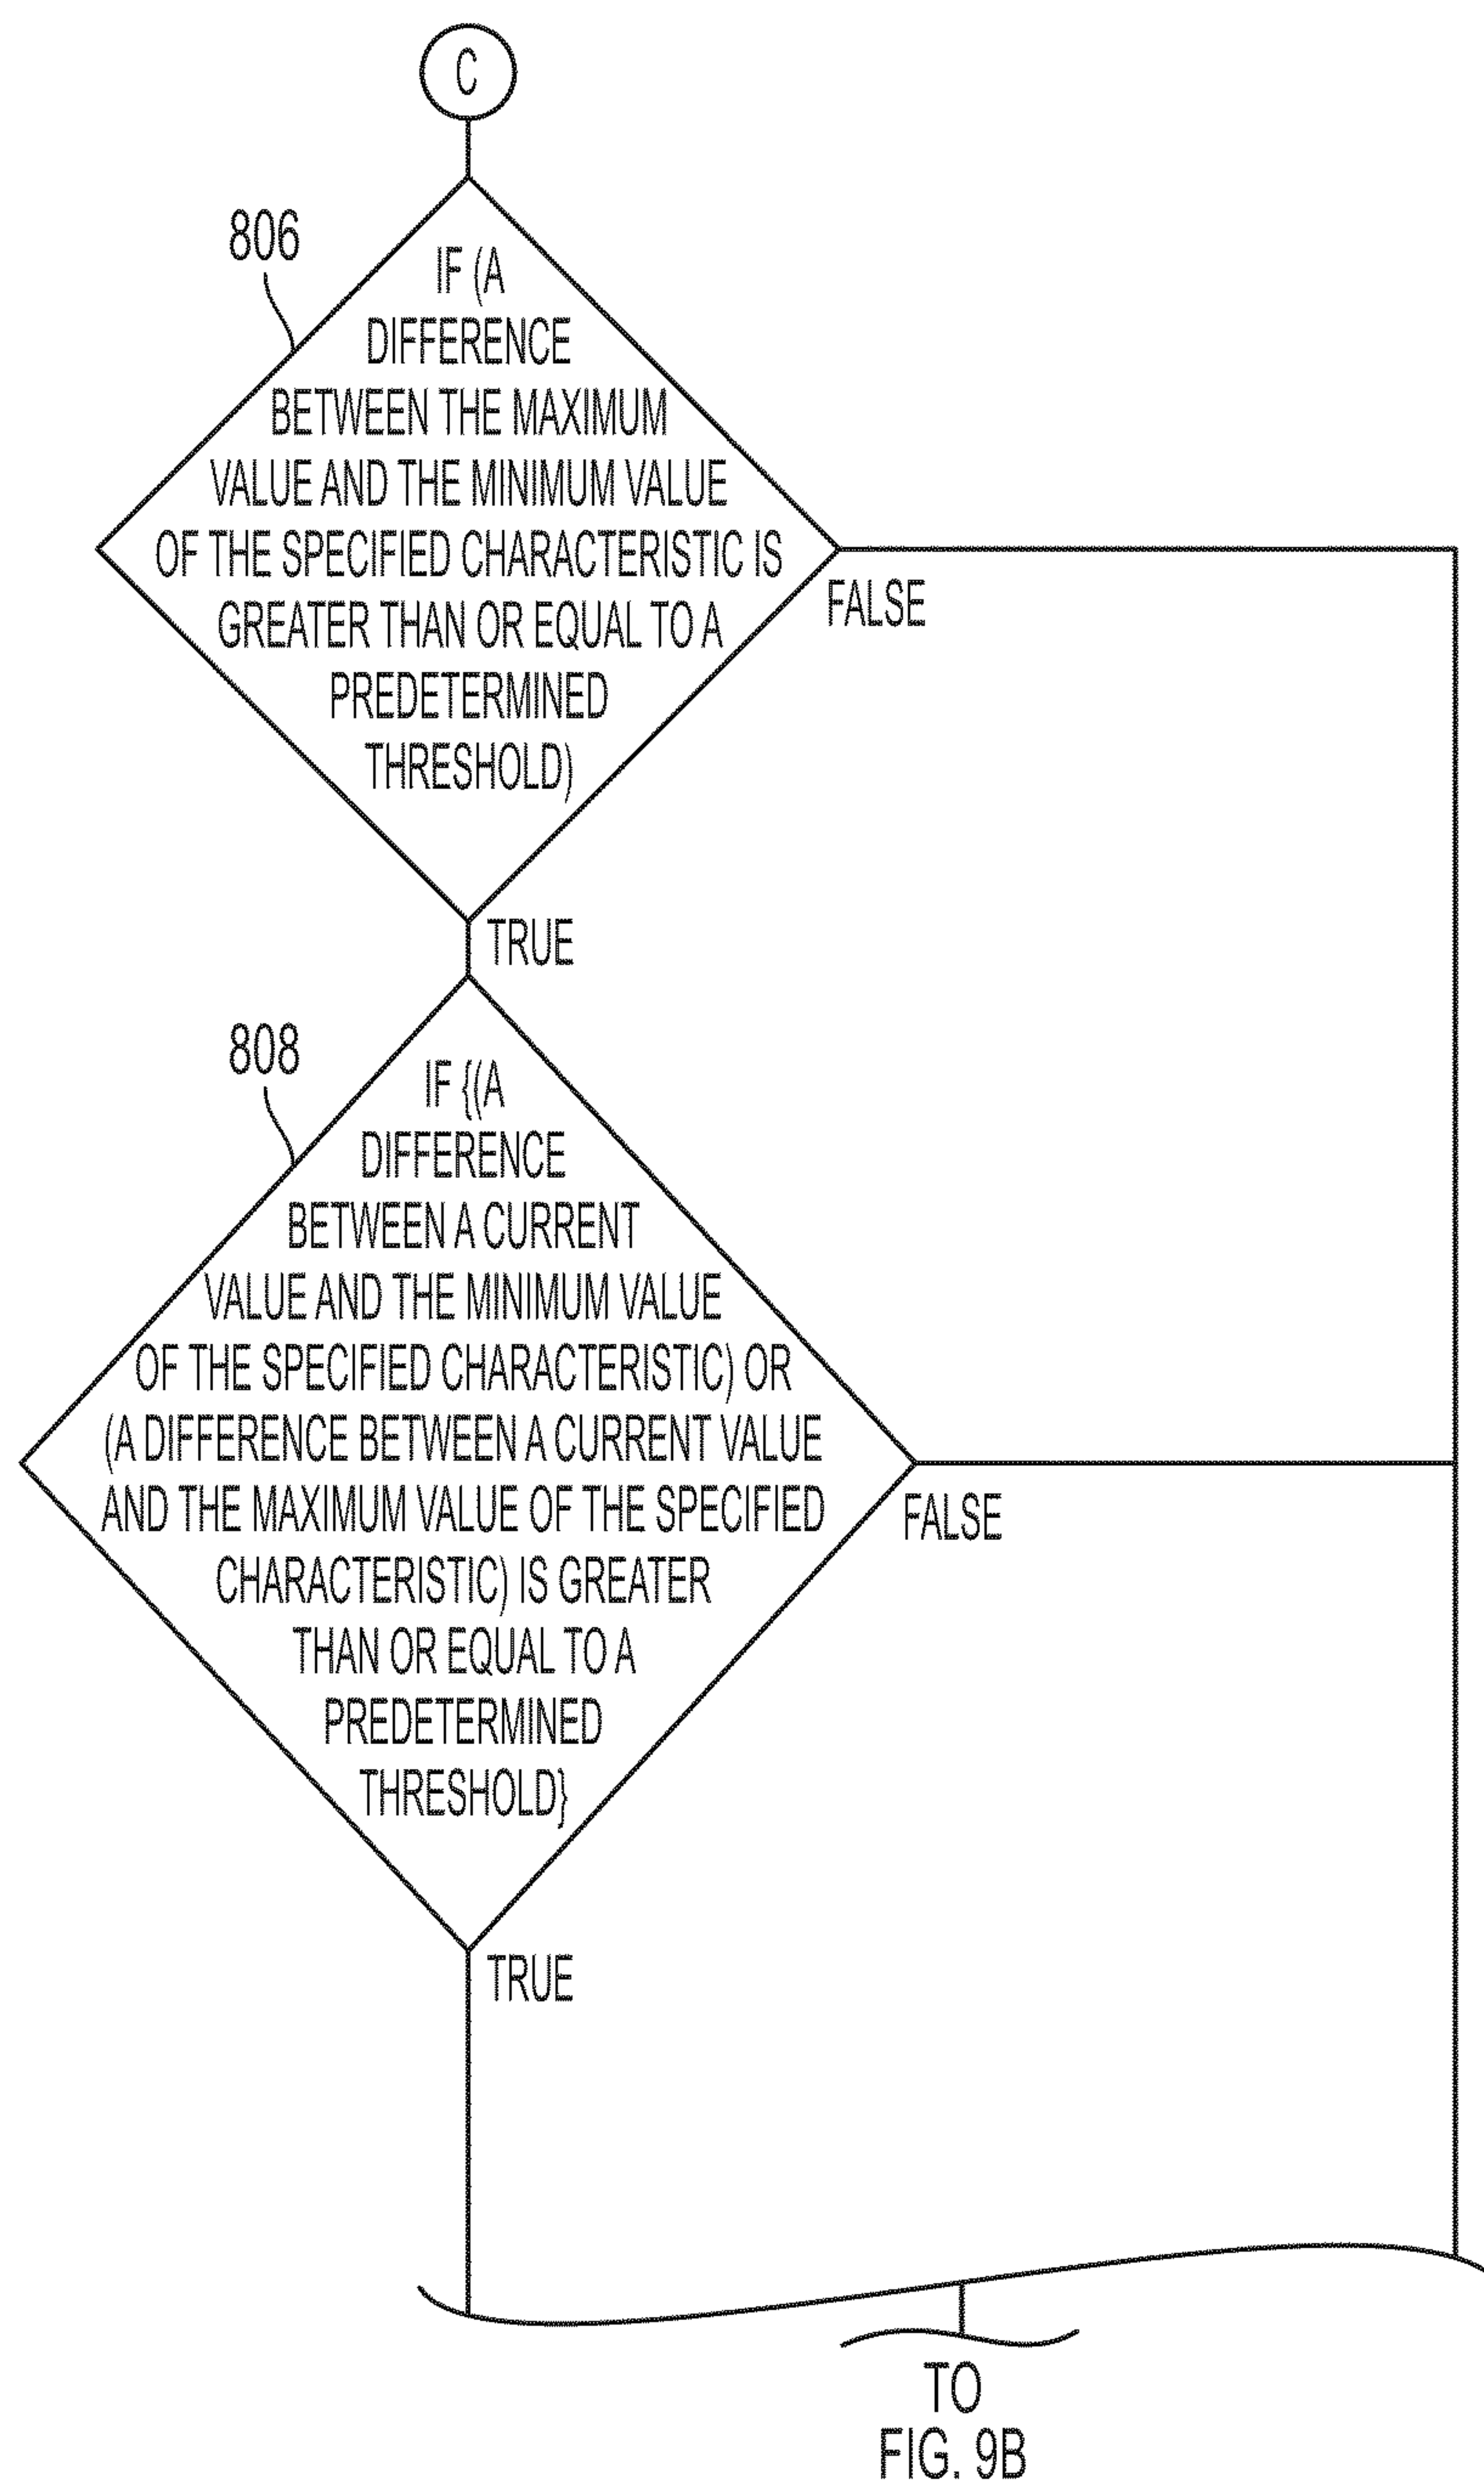 C
806
IF (A
DIFFERENCE
BETWEEN THE MAXIMUM
VALUE AND THE MINIMUM VALUE
OF THE SPECIFIED CHARACTERISTIC IS
GREATER THAN OR EQUAL TO A
PREDETERMINED
THRESHOLD)
FALSE
TRUE
808
IF {(A
DIFFERENCE
BETWEEN A CURRENT
VALUE AND THE MINIMUM VALUE
OF THE SPECIFIED CHARACTERISTIC) OR
(A DIFFERENCE BETWEEN A CURRENT VALUE
AND THE MAXIMUM VALUE OF THE SPECIFIED
CHARACTERISTIC) IS GREATER
THAN OR EQUAL TO A
PREDETERMINED
THRESHOLD}
FALSE
TRUE
TO
FIG. 9B